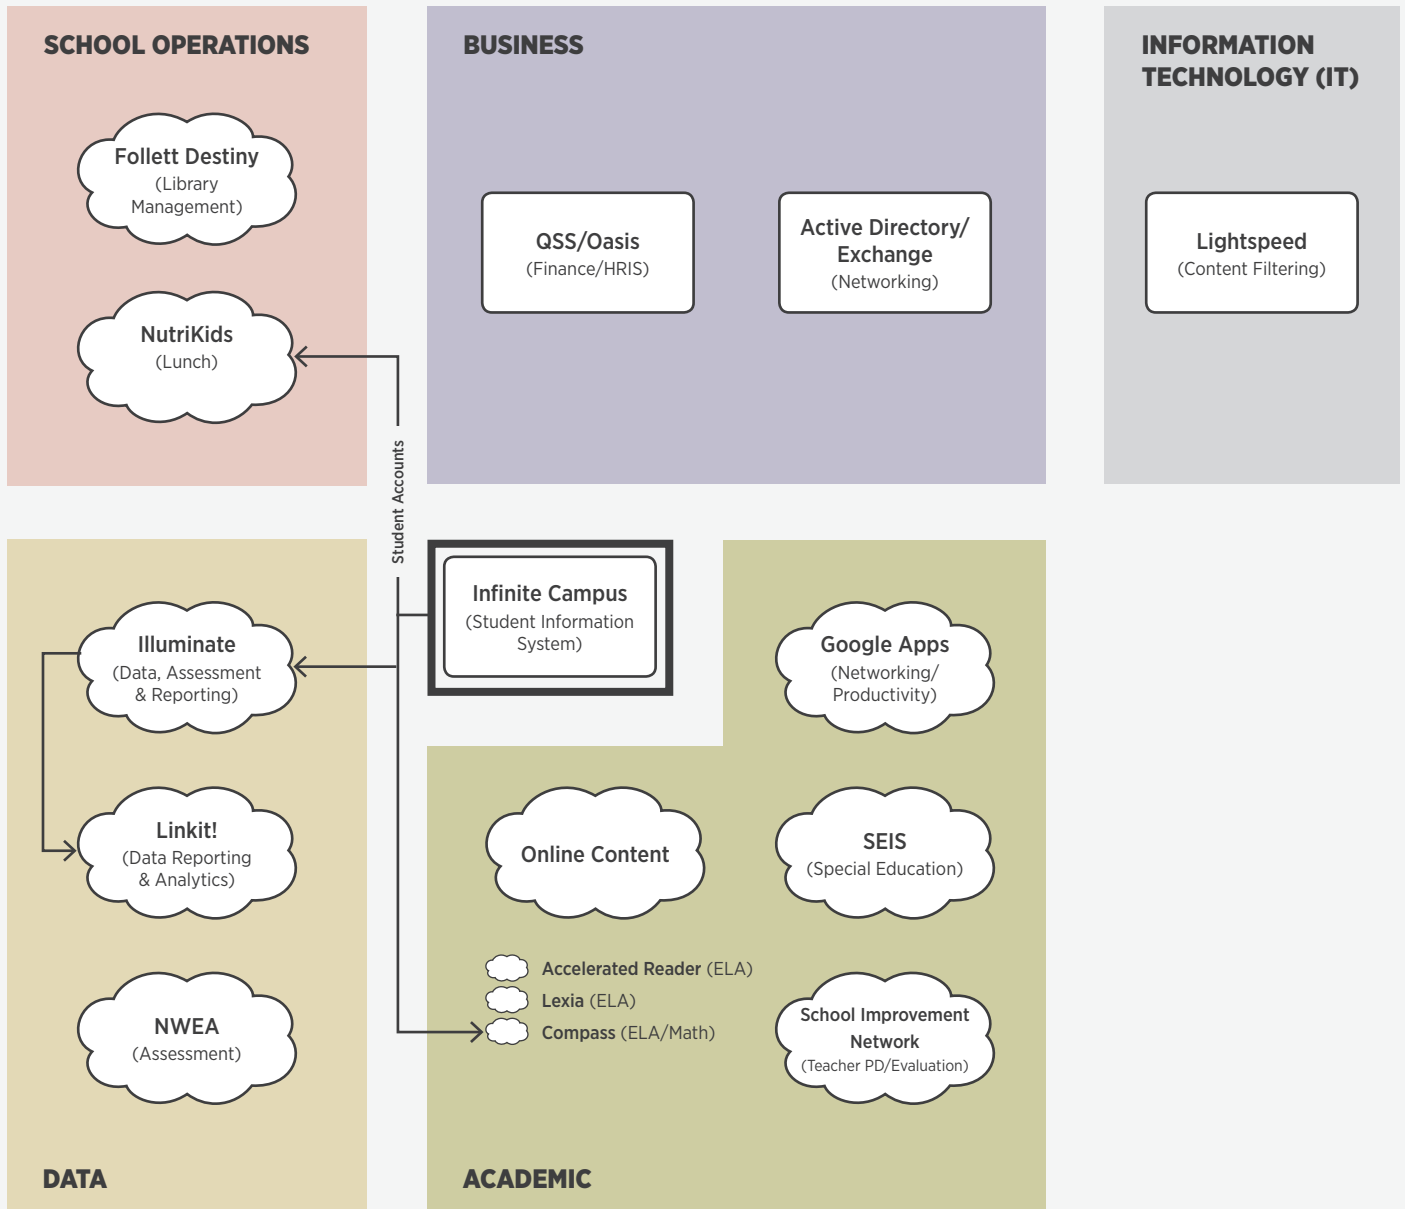 SCHOOL OPERATIONS
Follett Destiny
(Library
Management)
NutriKids
(Lunch)
BUSINESS
QSS/Oasis
(Finance/HRIS)
Active Directory/
Exchange
(Networking)
INFORMATION
TECHNOLOGY (IT)
Lightspeed
(Content Filtering)
Student Accounts
Infinite Campus
(Student Information
System)
Illuminate
(Data, Assessment
& Reporting)
Linkit!
(Data Reporting
& Analytics)
NWEA
(Assessment)
DATA
Google Apps
(Networking/
Productivity)
Online Content
SEIS
(Special Education)
Accelerated Reader (ELA)
Lexia (ELA)
Compass (ELA/Math)
School Improvement
Network
(Teacher PD/Evaluation)
ACADEMIC